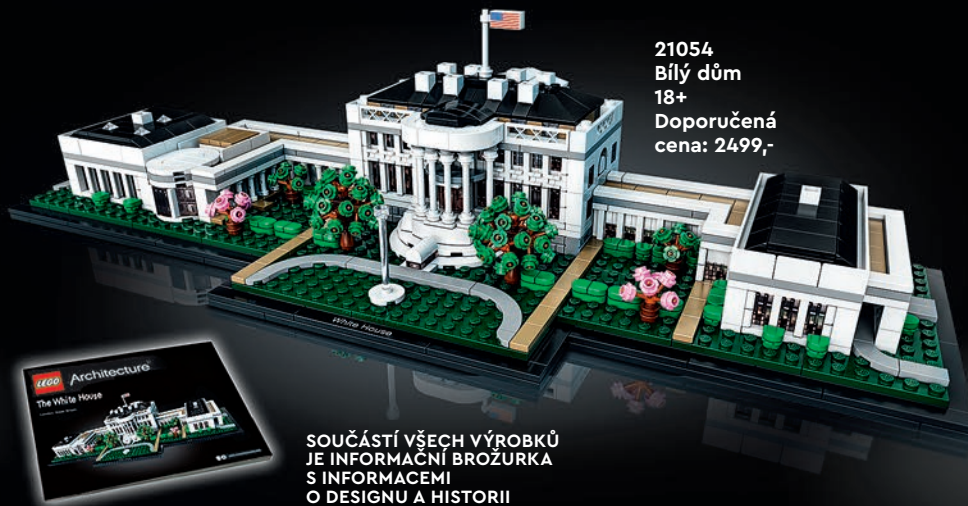 21054
Bílý dům
18+
Doporučená
cena: 2499,-
White House
LEGO Architecture
The White House
SOUČÁSTÍ VŠECH VÝROBKŮ
JE INFORMAČNÍ BROŽURKA
S INFORMACEMI
O DESIGNU A HISTORII